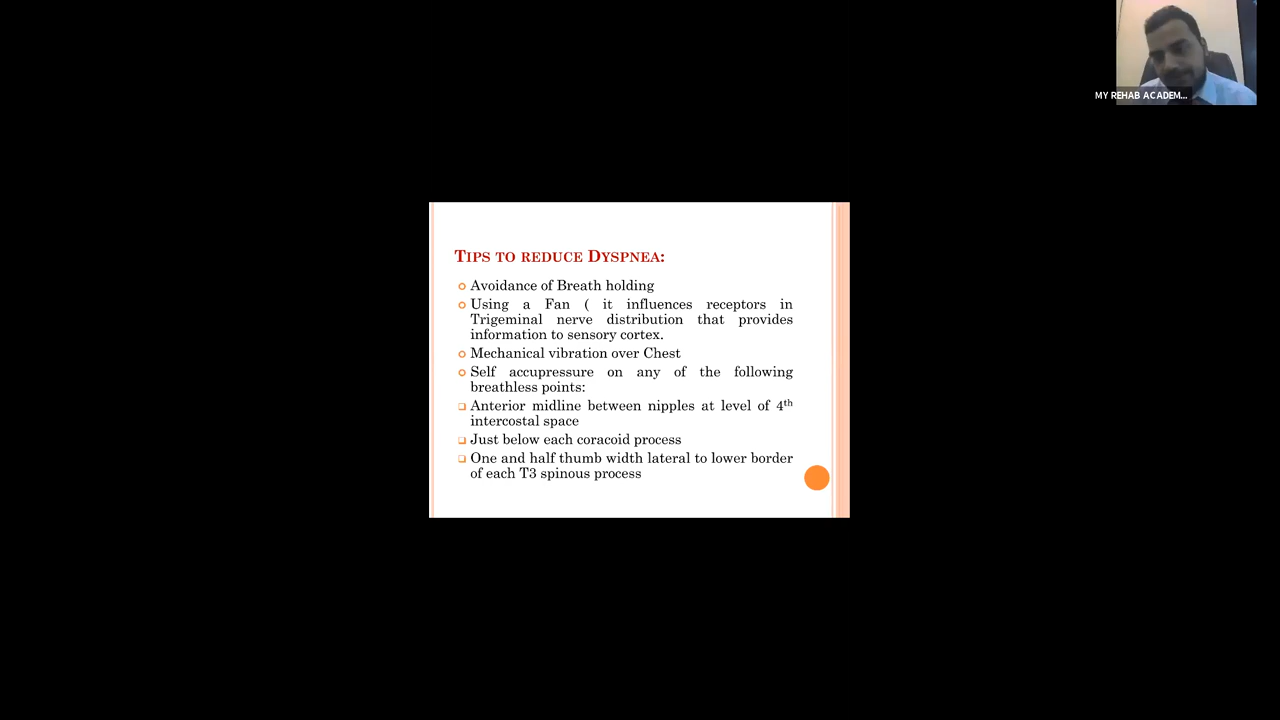 MY REHAB ACADEM...
TIPS TO REDUCE DYSPNEA:
Avoidance of Breath holding
Using a Fan ( it influences receptors in
Trigeminal nerve distribution that provides
information to sensory cortex.
Mechanical vibration over Chest
Self accupressure on any of the following
breathless points:
Anterior midline between nipples at level of 4th
intercostal space
Just below each coracoid process
One and half thumb width lateral to lower border
of each T3 spinous process